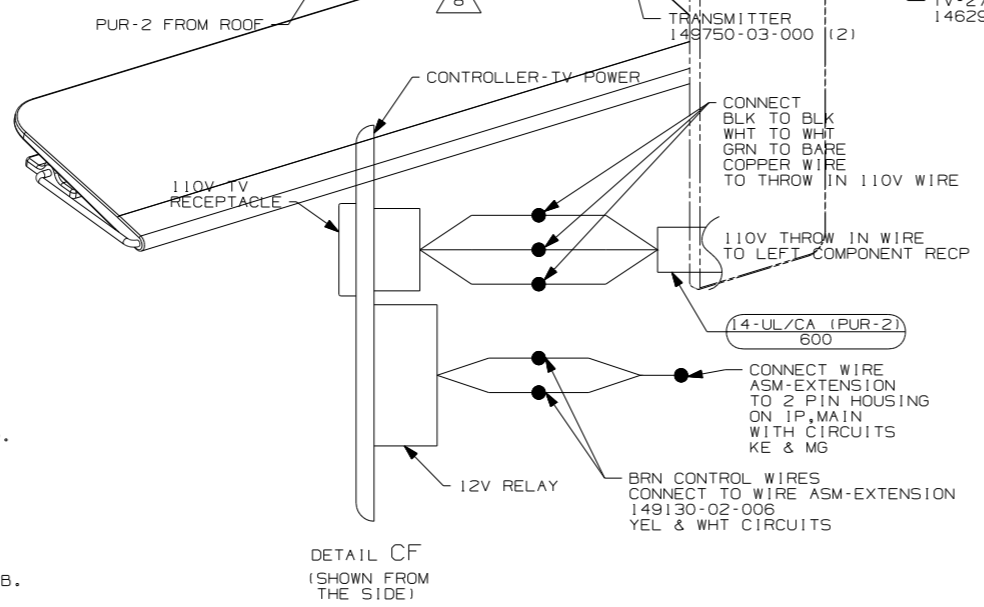 PUR-2 FROM ROOF
8
TRANSMITTER
149750-03-000 (2)
TV-27
14629
CONTROLLER-TV POWER
CONNECT
BLK TO BLK
WHT TO WHT
GRN TO BARE
COPPER WIRE
TO THROW IN 110V WIRE
110V TV
RECEPTACLE
110V THROW IN WIRE
TO LEFT COMPONENT RECP
14-UL/CA (PUR-2)
600
CONNECT WIRE
ASM-EXTENSION
TO 2 PIN HOUSING
ON IP,MAIN
WITH CIRCUITS
KE & MG
12V RELAY
BRN CONTROL WIRES
CONNECT TO WIRE ASM-EXTENSION
149130-02-006
YEL & WHT CIRCUITS
DETAIL CF
(SHOWN FROM
THE SIDE)
B.